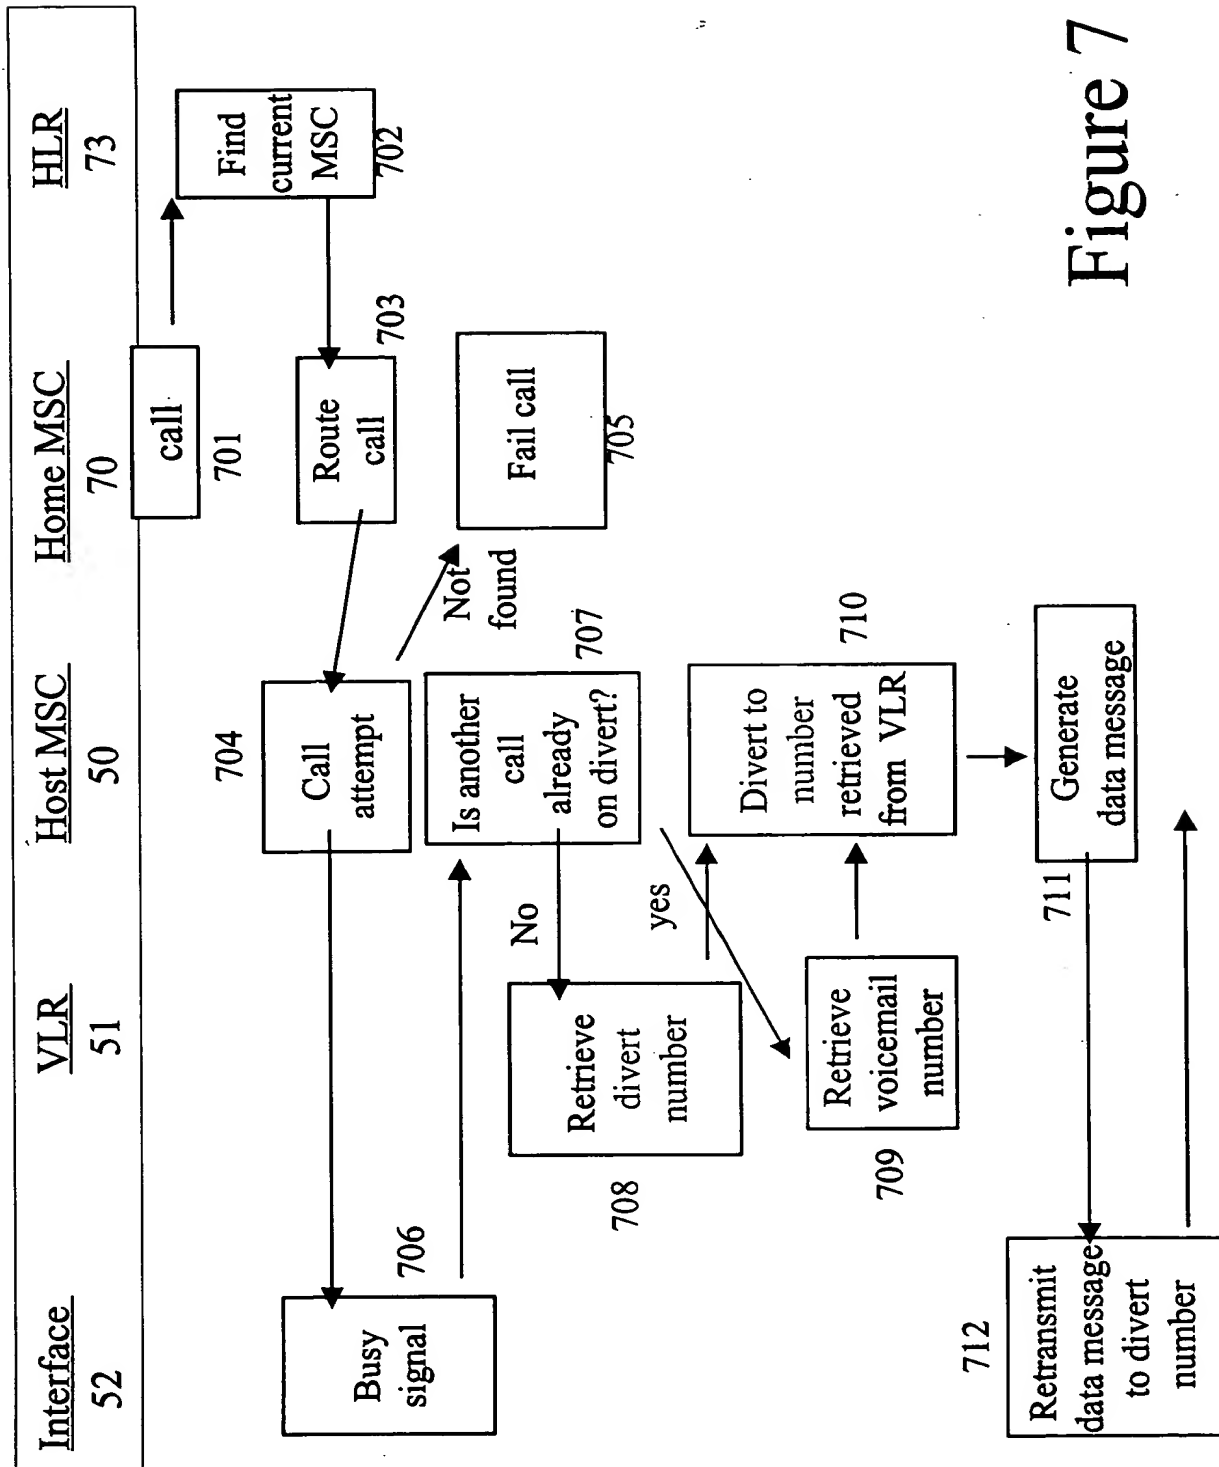 Interface
52
VLR
51
Host MSC
50
Home MSC
70
HLR
73
call
701
Find
current
MSC
702
Route
call
703
704
Call
attempt
Not
found
Fail call
705
Busy
signal
706
Is another
call
already
on divert?
707
No
yes
Retrieve
divert
number
708
Retrieve
voicemail
number
709
Divert to
number
retrieved
from VLR
710
Generate
data message
711
712
Retransmit
data message
to divert
number
Figure 7